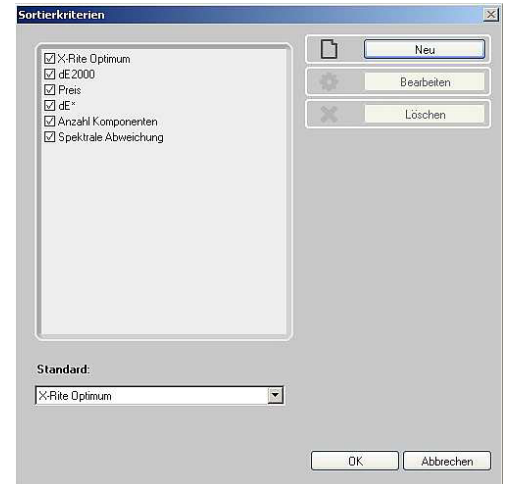 Sortierkriterien
X-Rite Optimum
dE2000
Preis
dE*
Anzahl Komponenten
Spektrale Abweichung
Neu
Bearbeiten
Löschen
Standard:
X-Rite Optimum
OK
Abbrechen